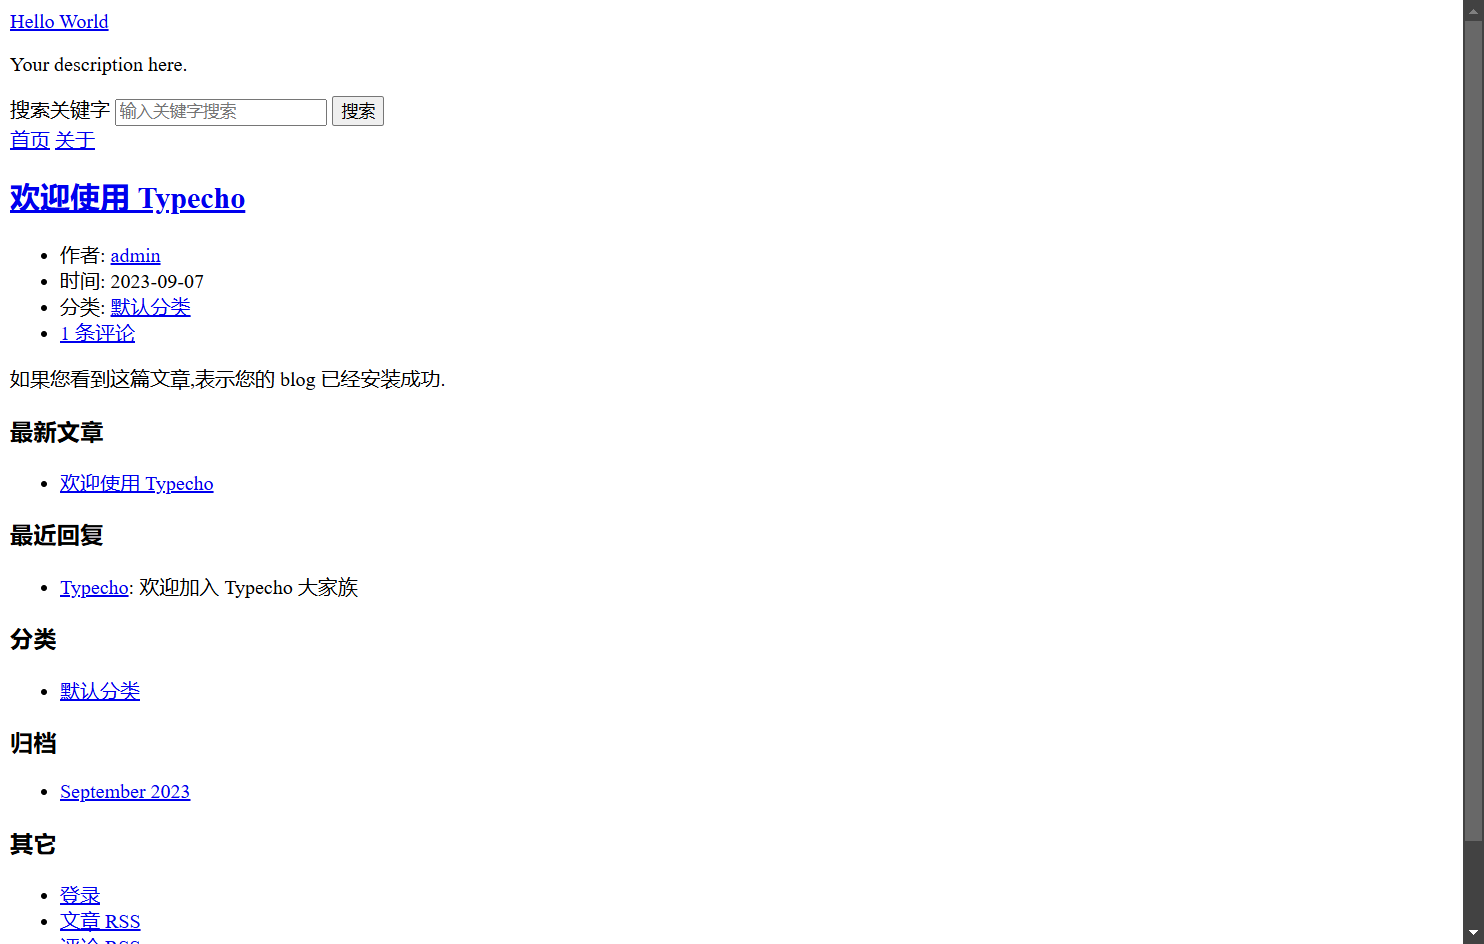 Hello World
Your description here.
搜索关键字 输入关键字搜索 搜索
首页 关于
欢迎使用 Typecho
作者: admin
时间: 2023-09-07
分类: 默认分类
1 条评论
如果您看到这篇文章,表示您的 blog 已经安装成功.
最新文章
欢迎使用 Typecho
最近回复
Typecho: 欢迎加入 Typecho 大家族
分类
默认分类
归档
September 2023
其它
登录
文章 RSS
评论 RSS